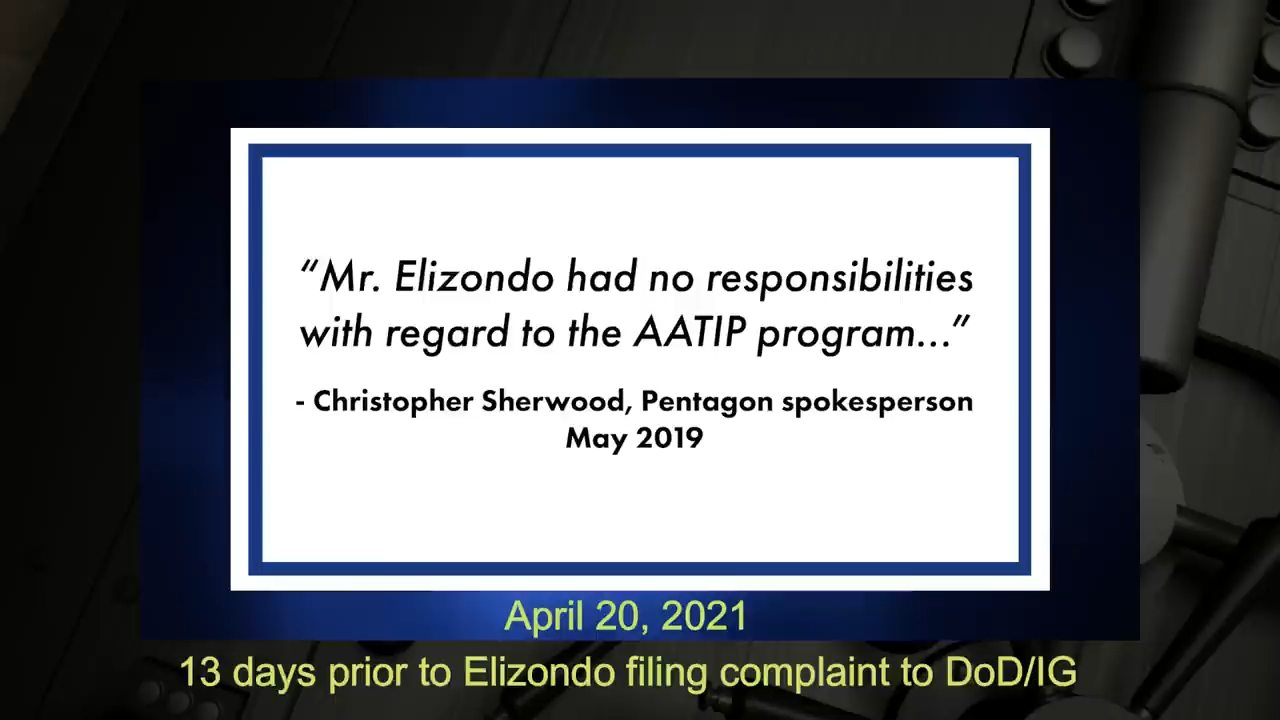 “Mr. Elizondo had no responsibilities
with regard to the AATIP program...”
- Christopher Sherwood, Pentagon spokesperson
May 2019
April 20, 2021
13 days prior to Elizondo filing complaint to DoD/IG